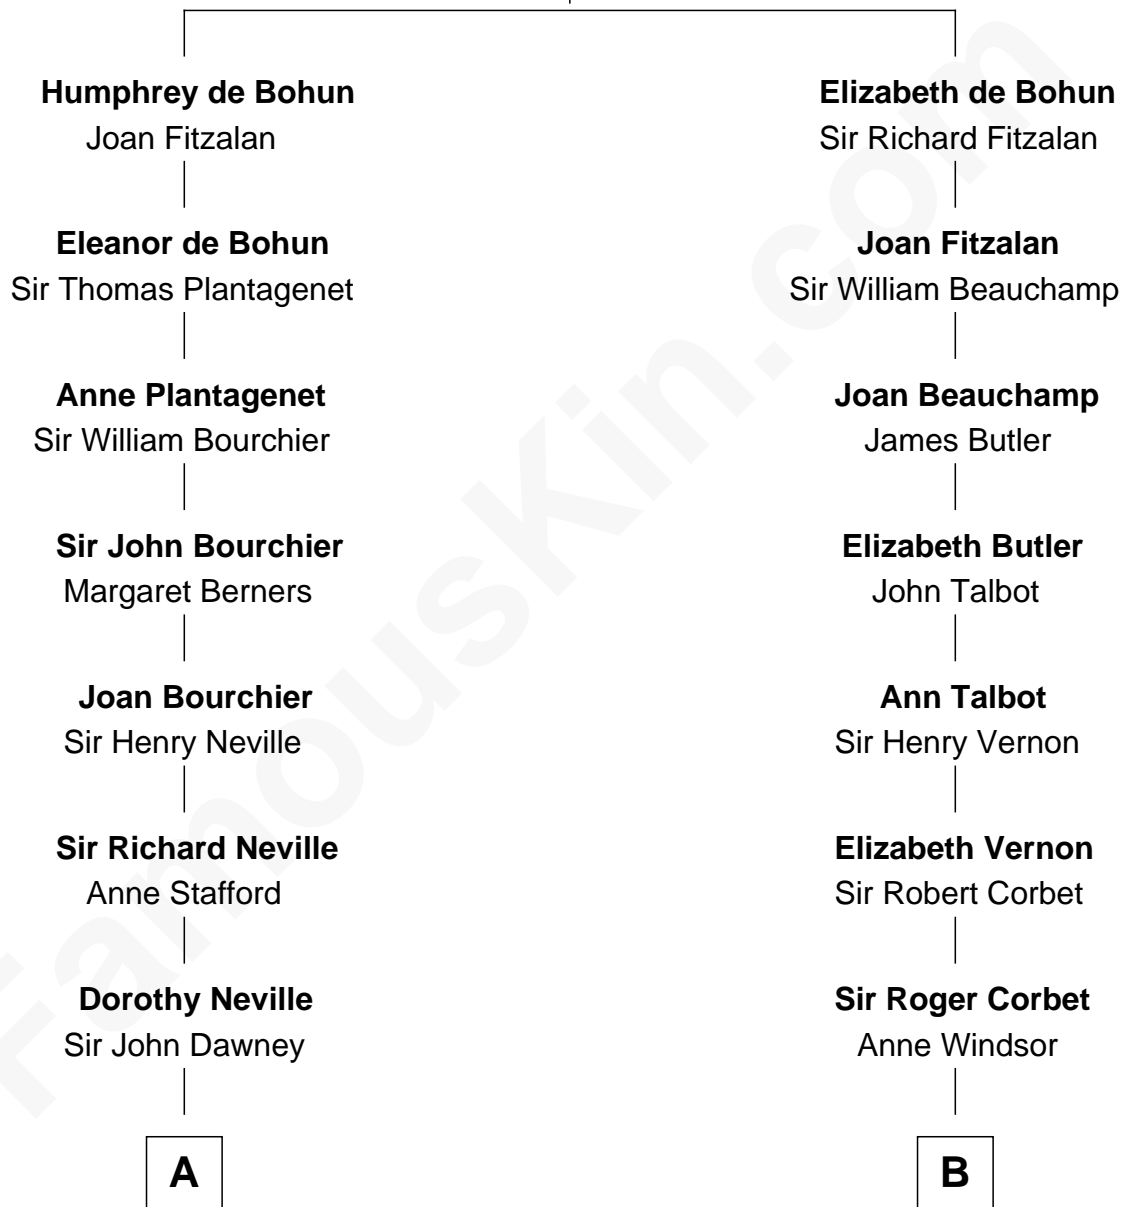 Humphrey de Bohun
Joan Fitzalan
Eleanor de Bohun
Sir Thomas Plantagenet
Anne Plantagenet
Sir William Bourchier
Sir John Bourchier
Margaret Berners
Joan Bourchier
Sir Henry Neville
Sir Richard Neville
Anne Stafford
Dorothy Neville
Sir John Dawney
A
Elizabeth de Bohun
Sir Richard Fitzalan
Joan Fitzalan
Sir William Beauchamp
Joan Beauchamp
James Butler
Elizabeth Butler
John Talbot
Ann Talbot
Sir Henry Vernon
Elizabeth Vernon
Sir Robert Corbet
Sir Roger Corbet
Anne Windsor
B
FamousKin.com